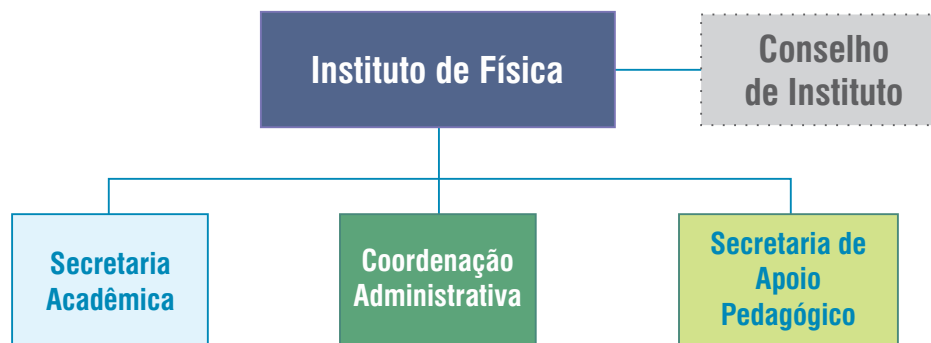 Instituto de Física
Conselho
de Instituto
Secretaria
Acadêmica
Coordenação
Administrativa
Secretaria de
Apoio
Pedagógico